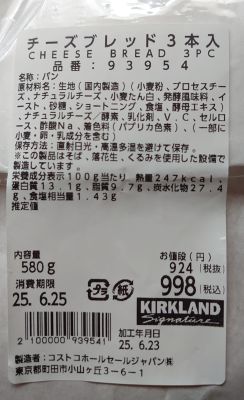 チーズブレッド3本入
CHEESE BREAD 3PC
品番：93954
名称：パン
原材料名：生地(国内製造)(小麦粉、プロセスチー
ズ、ナチュラルチーズ、小麦たん白、発酵風味料、イ
ースト、砂糖、ショートニング、食塩、酵母エキス)
、ナチュラルチーズ/酵素、乳化剤、V.C、セルロ
ース、酢酸Na、着色料(パプリカ色素)、(一部に
小麦・卵・乳成分を含む)
保存方法：直射日光・高温多湿を避けて保存。
※この製品はそば、落花生、くるみを使用した設備で
製造しています。
栄養成分表示:100g当たり、熱量247kcal、
蛋白質13.1g、脂質9.7g、炭水化物27.4
g、食塩相当量1.43g
推定値
内容量
580g
消費期限
25.6.25
プラ 紙
お値段(円)
924(税抜)
998(税込)
KIRKLAND
Signature
加工年月日
25.6.23
2100000939541
製造者：コストコホールセールジャパン㈱
東京都町田市小山ヶ丘3-6-1